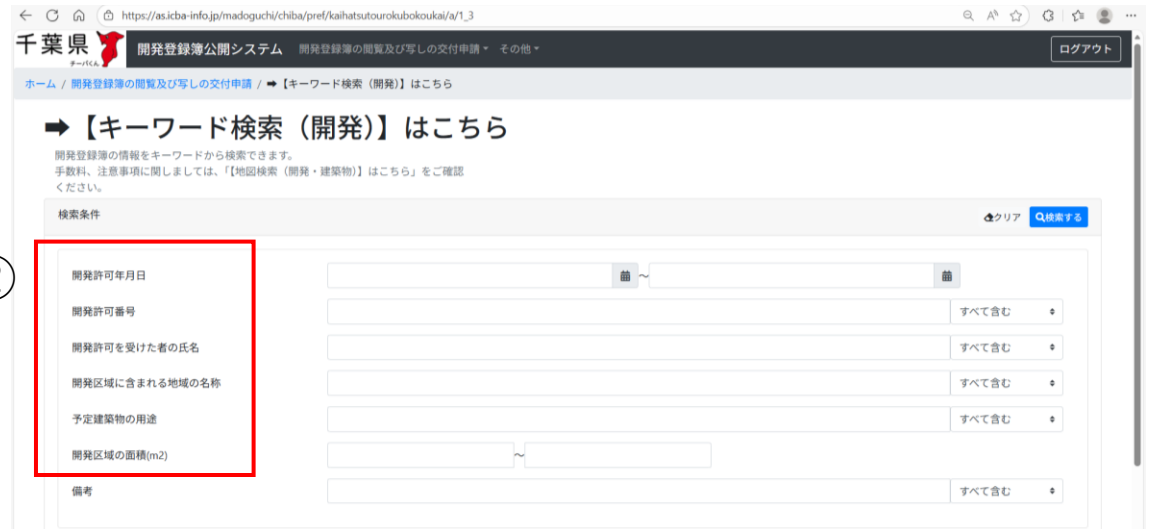 https://as.icba-info.jp/madoguchi/chiba/pref/kaihatsutourokubokoukai/a/1_3
千葉県 チーバくん 開発登録簿公開システム 開発登録簿の閲覧及び写しの交付申請 その他 ログアウト
ホーム / 開発登録簿の閲覧及び写しの交付申請 / ➡【キーワード検索（開発）】はこちら
➡【キーワード検索（開発）】はこちら
開発登録簿の情報をキーワードから検索できます。
手数料、注意事項に関しましては、「【地図検索（開発・建築物）】はこちら」をご確認
ください。
検索条件 クリア 検索する
開発許可年月日 ～
開発許可番号 すべて含む
開発許可を受けた者の氏名 すべて含む
開発区域に含まれる地域の名称 すべて含む
予定建築物の用途 すべて含む
開発区域の面積(m2) ～
備考 すべて含む